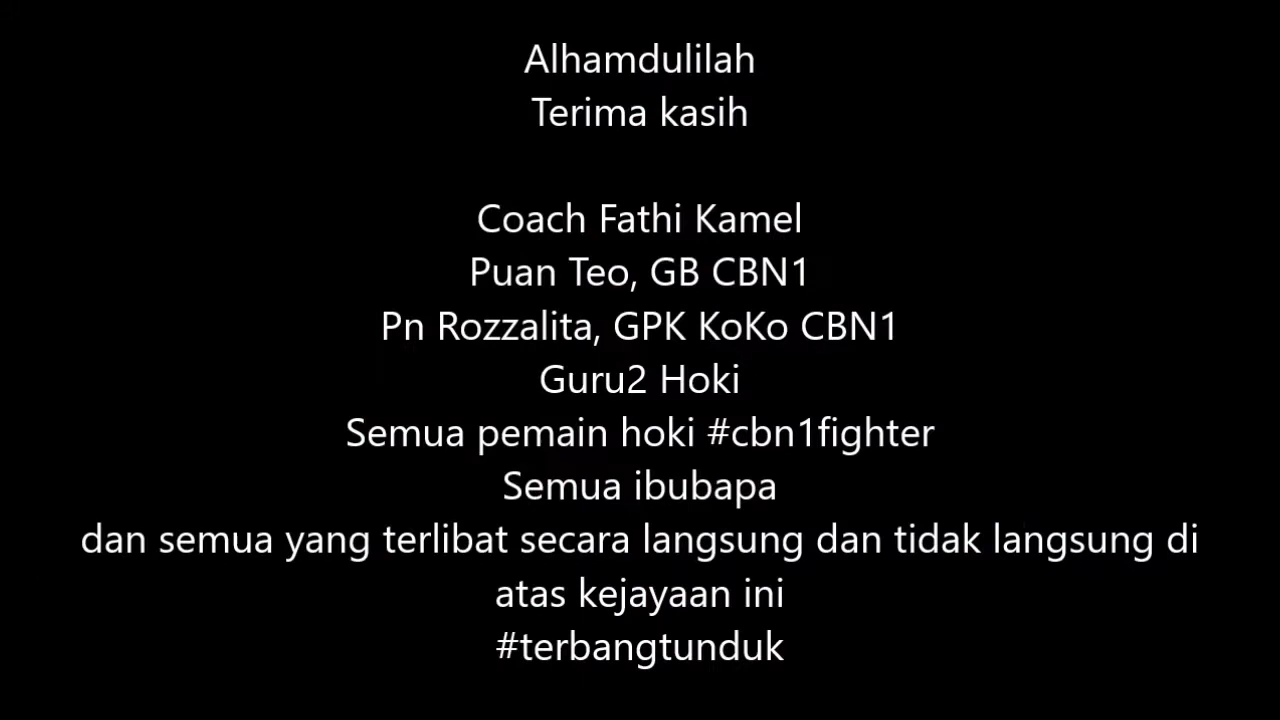 Alhamdulilah
Terima kasih
Coach Fathi Kamel
Puan Teo, GB CBN1
Pn Rozzalita, GPK KoKo CBN1
Guru2 Hoki
Semua pemain hoki #cbn1fighter
Semua ibubapa
dan semua yang terlibat secara langsung dan tidak langsung di
atas kejayaan ini
#terbangtunduk